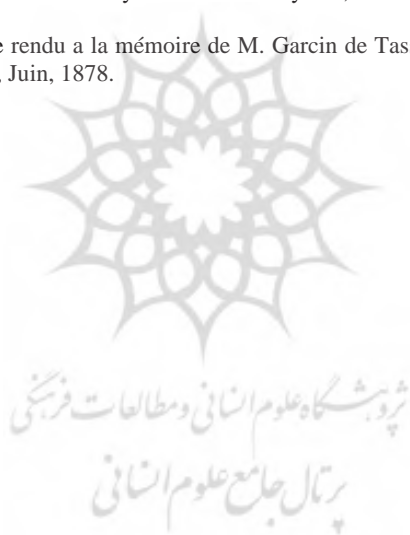 rendu a la mémoire de M. Garcin de Tas
, Juin, 1878.
پژوهشگاه علوم انسانی و مطالعات فرهنگی
پرتال جامع علوم انسانی